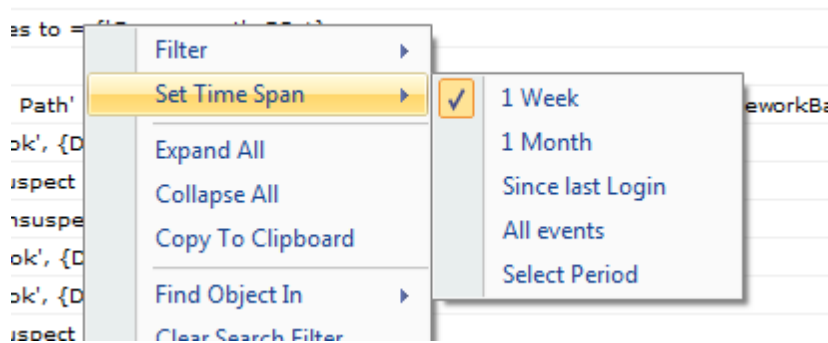 es to =
Filter
Set Time Span
Path'
1 Week
eworkBa
ok', {D
1 Month
Expand All
uspect
Since last Login
Collapse All
nsuspe
All events
Copy To Clipboard
ok', {D
Select Period
ok', {D
Find Object In
uspect
Clear Search Filter